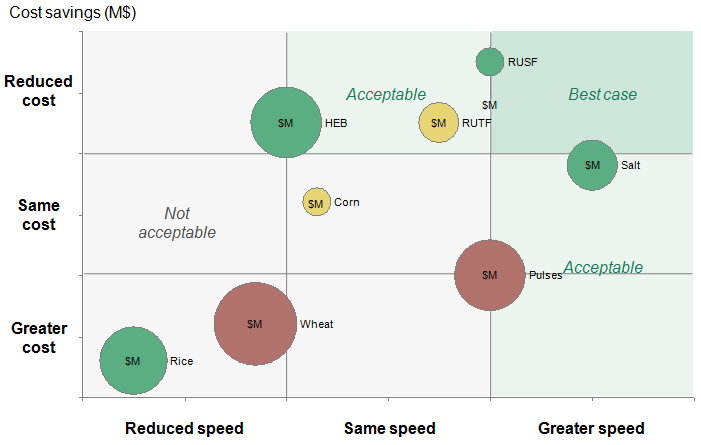 Cost savings (M$)
Reduced
cost
Same
cost
Greater
cost
RUSF
Acceptable
Best case
$M
$M
HEB
$M
RUTF
$M
Salt
$M
Corn
Not
acceptable
$M
Pulses
Acceptable
$M
Wheat
$M
Rice
Reduced speed
Same speed
Greater speed